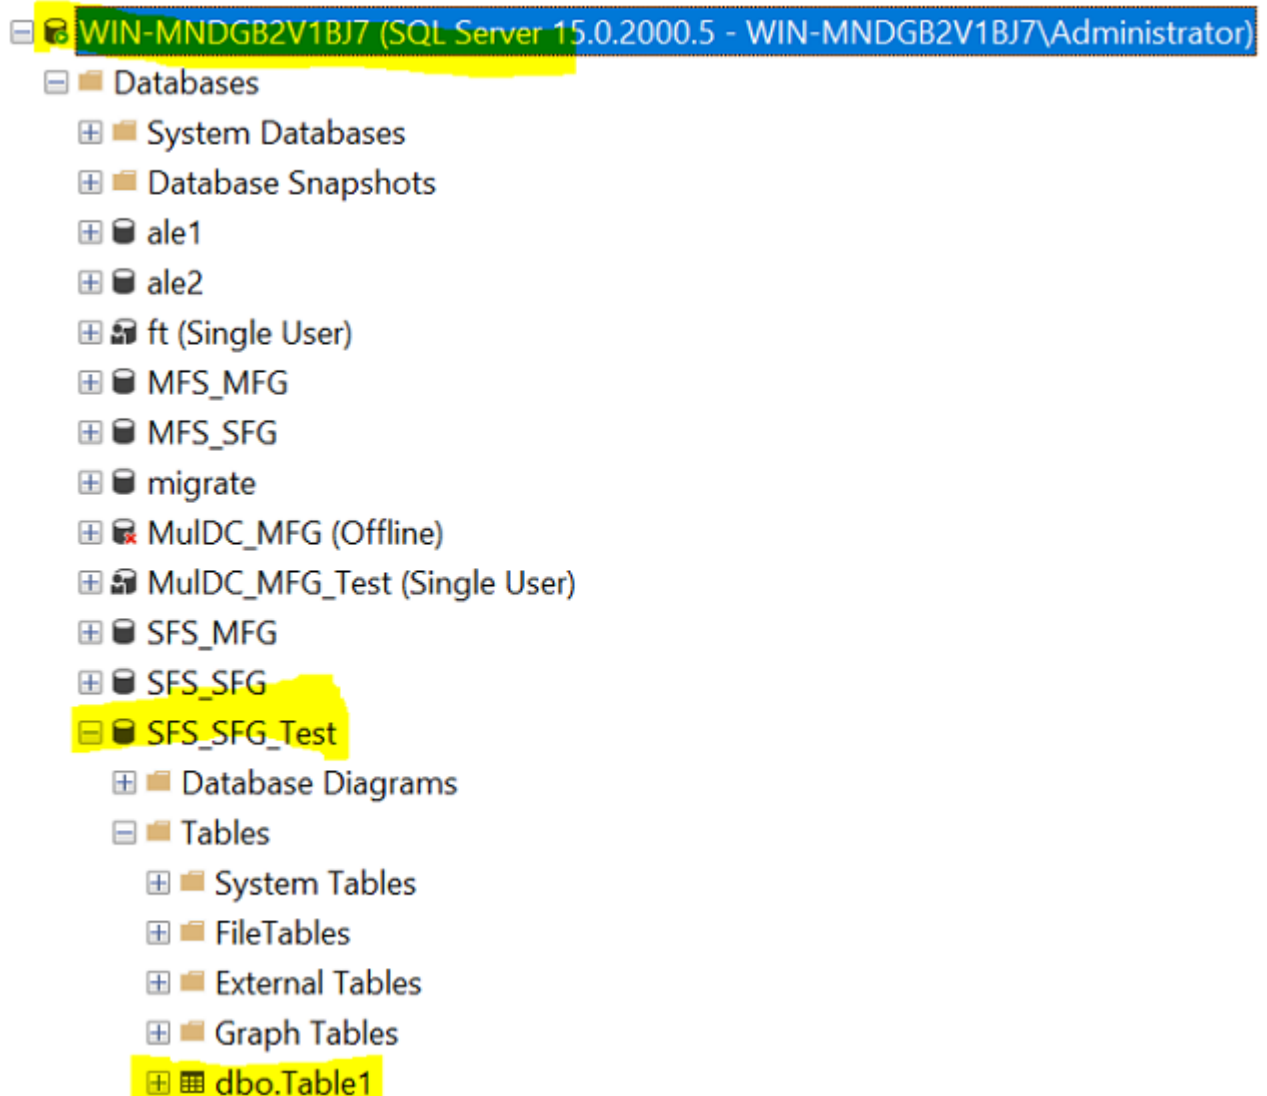 WIN-MNDGB2V1BJ7 (SQL Server 15.0.2000.5 - WIN-MNDGB2V1BJ7\Administrator)
Databases
System Databases
Database Snapshots
ale1
ale2
ft (Single User)
MFS_MFG
MFS_SFG
migrate
MulDC_MFG (Offline)
MulDC_MFG_Test (Single User)
SFS_MFG
SFS_SFG
SFS_SFG_Test
Database Diagrams
Tables
System Tables
FileTables
External Tables
Graph Tables
dbo.Table1